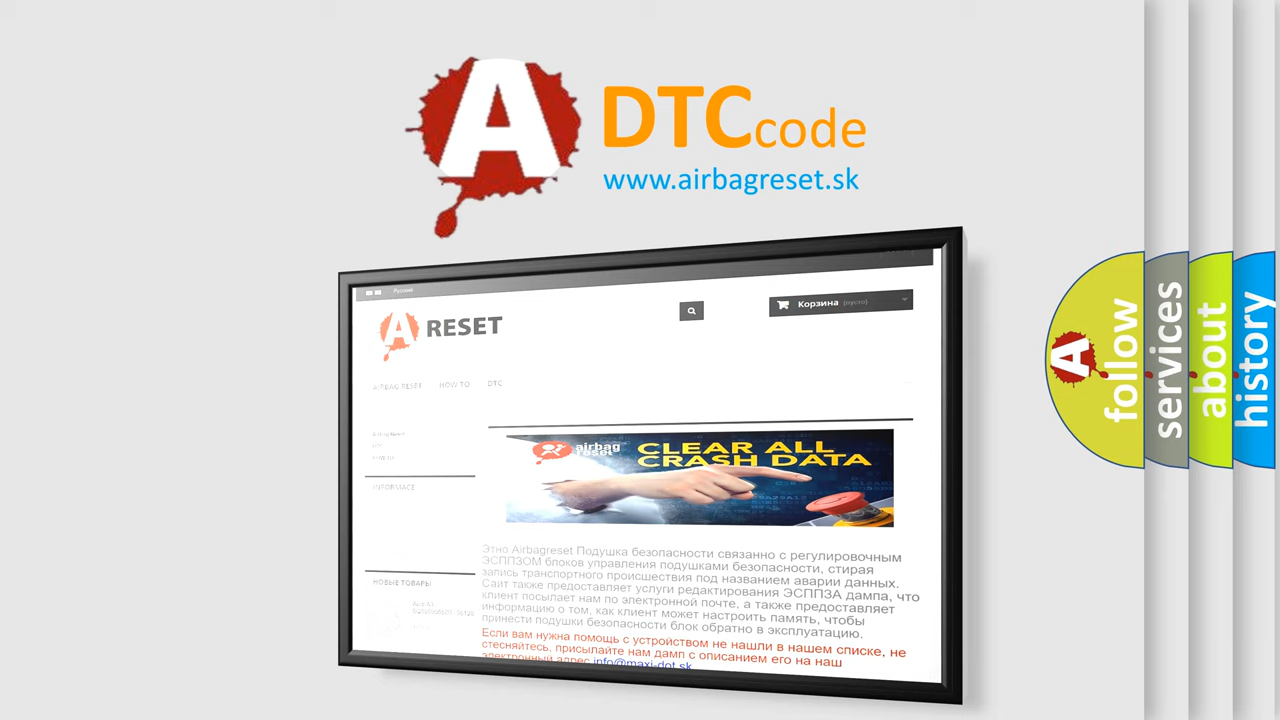 A
DTCcode
www.airbagreset.sk
Русский
A RESET
Корзина (пусто)
AIRBAG RESET HOW TO DTC
INFORMACE
НОВЫЕ ТОВАРЫ
airbag
reset
CLEAR ALL
CRASH DATA
Этно Airbagreset Подушка безопасности связанно с регулировочным
ЭСППЗОМ блоков управления подушками безопасности, стирая
запись транспортного происшествия под названием аварии данных.
Сайт также предоставляет услуги редактирования ЭСППЗА дампа, что
клиент посылает нам по электронной почте, а также предоставляет
информацию о том, как клиент может настроить память, чтобы
принести подушки безопасности блок обратно в эксплуатацию.
Если вам нужна помощь с устройством не нашли в нашем списке, не
стесняйтесь, присылайте нам дамп с описанием его на наш
электронный адрес info@maxi-dot.sk
A
follow
services
about
history